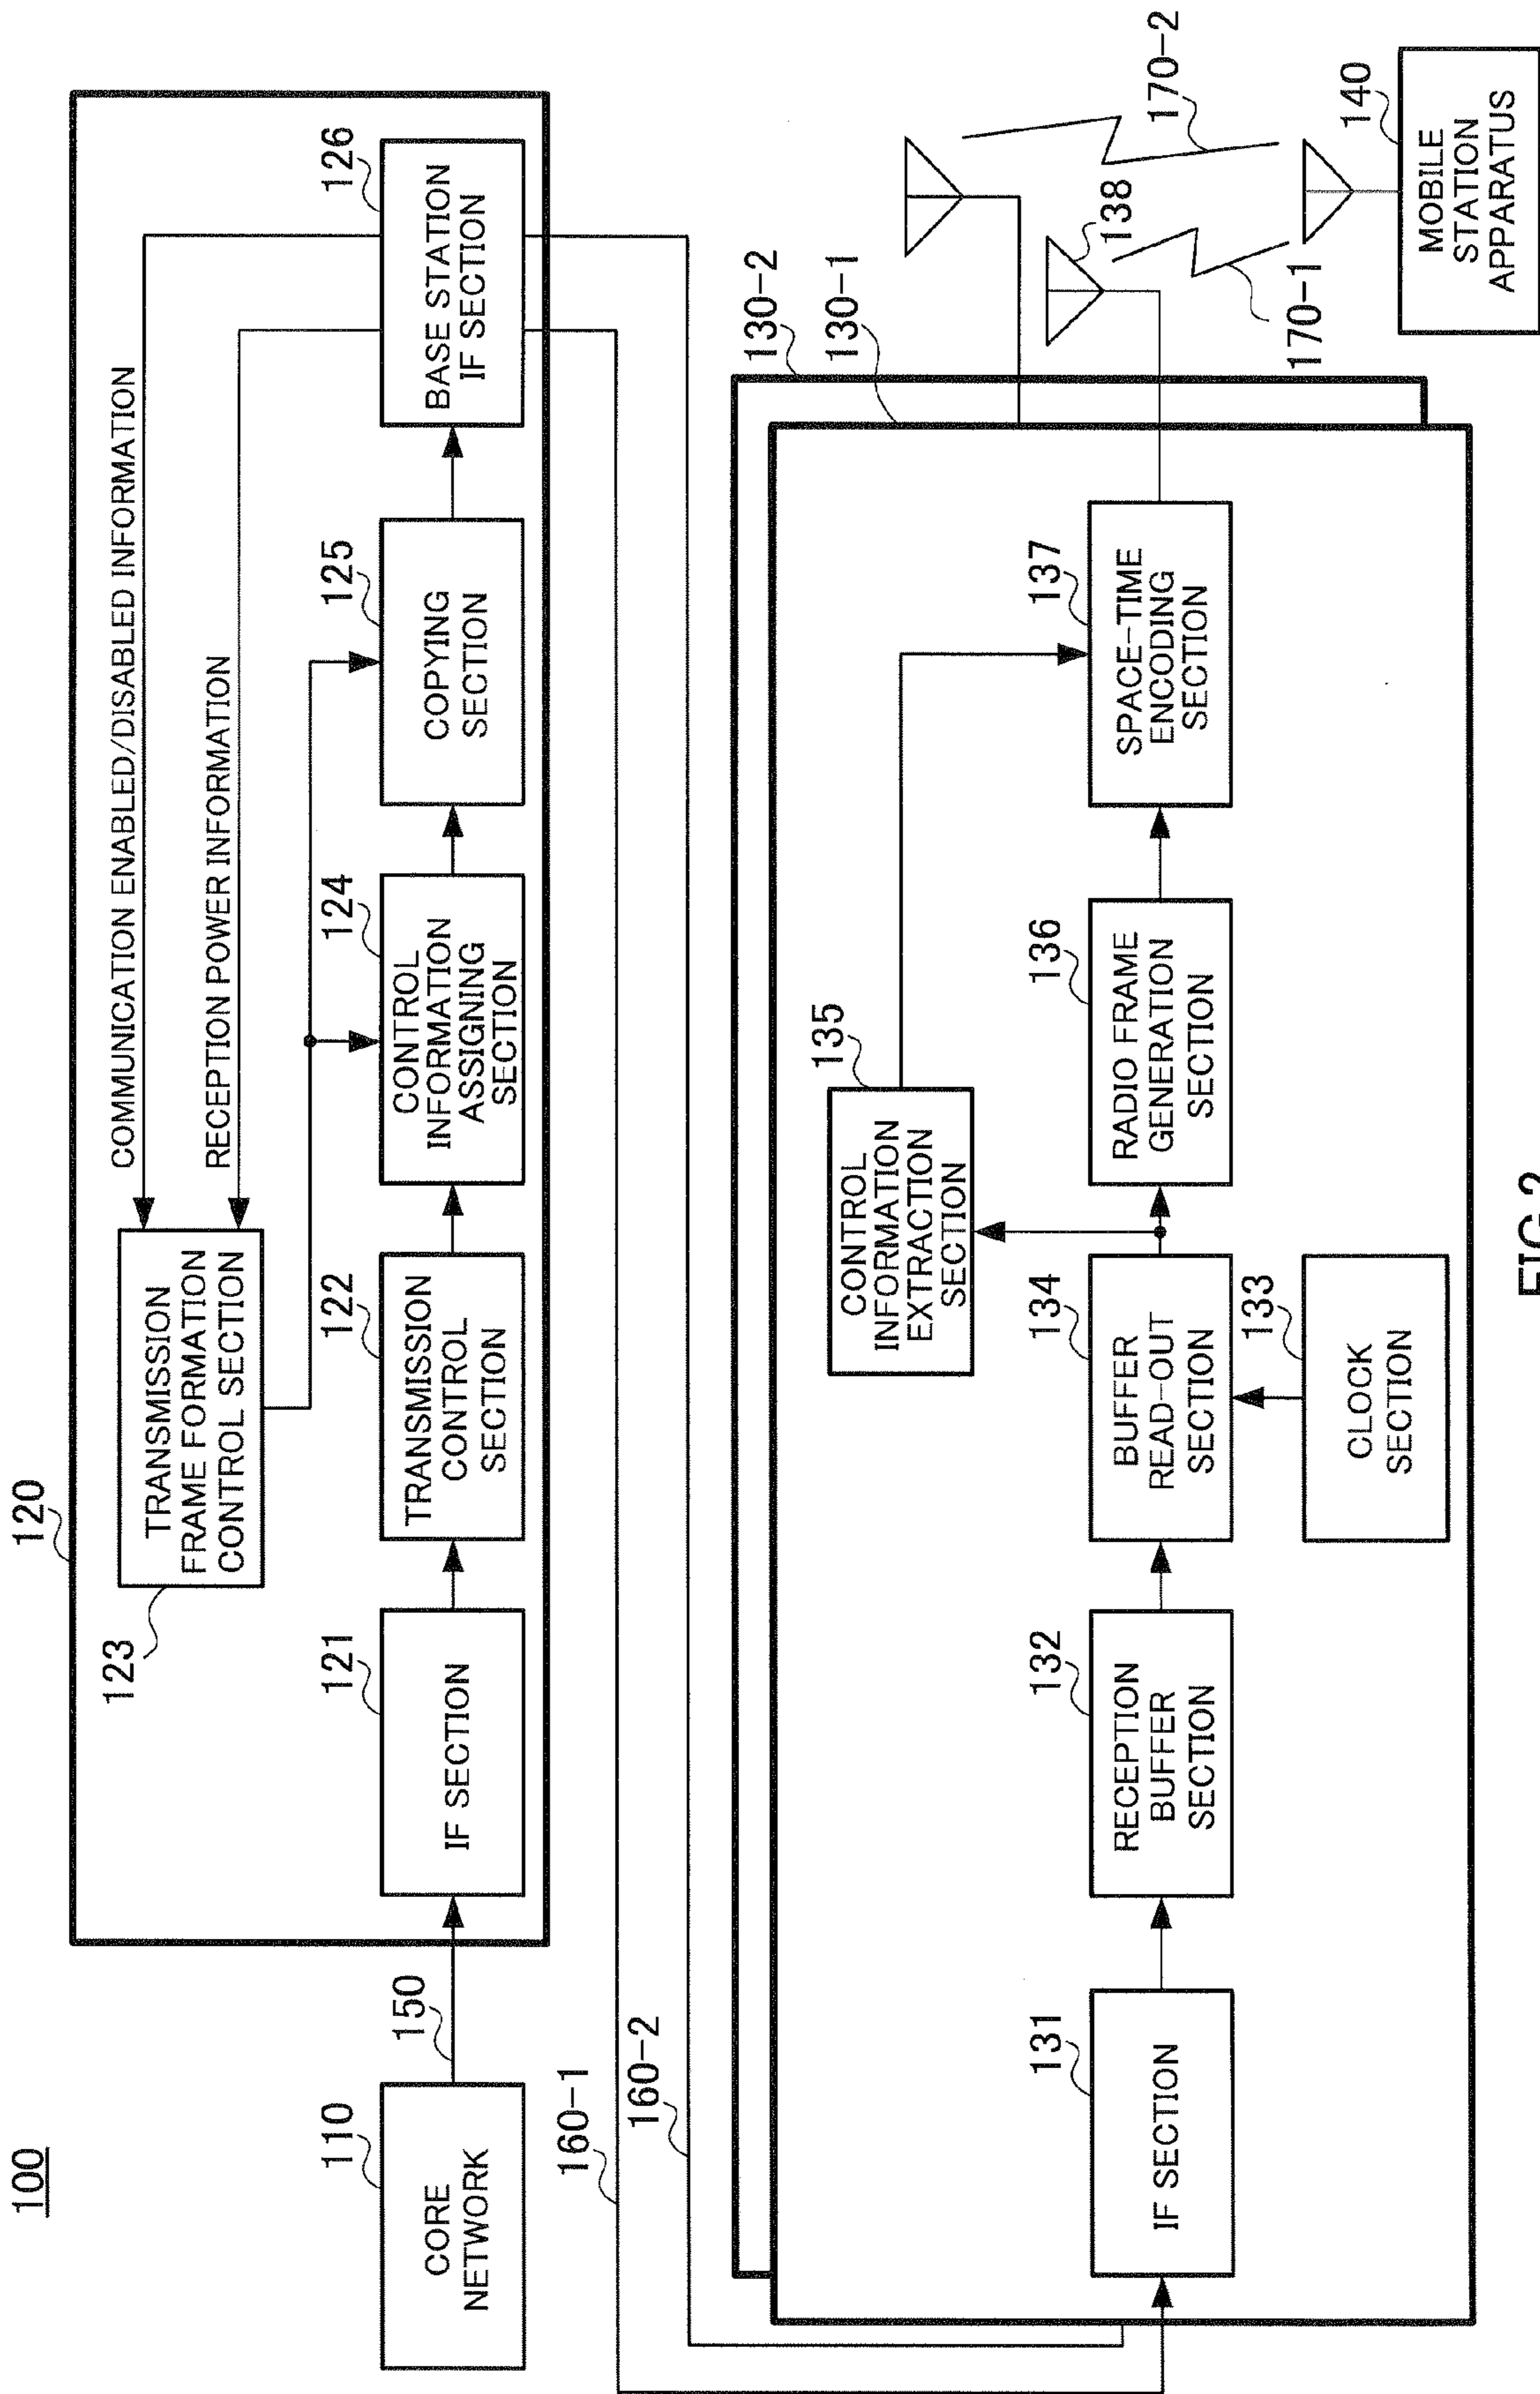 100
120
COMMUNICATION ENABLED/DISABLED INFORMATION
RECEPTION POWER INFORMATION
123
TRANSMISSION
FRAME FORMATION
CONTROL SECTION
110
CORE
NETWORK
150
121
IF SECTION
122
TRANSMISSION
CONTROL
SECTION
124
CONTROL
INFORMATION
ASSIGNING
SECTION
125
COPYING
SECTION
126
BASE STATION
IF SECTION
160-1
160-2
130-2
130-1
131
IF SECTION
132
RECEPTION
BUFFER
SECTION
134
BUFFER
READ-OUT
SECTION
133
CLOCK
SECTION
135
CONTROL
INFORMATION
EXTRACTION
SECTION
136
RADIO FRAME
GENERATION
SECTION
137
SPACE-TIME
ENCODING
SECTION
138
170-2
170-1
140
MOBILE
STATION
APPARATUS
FIG.2